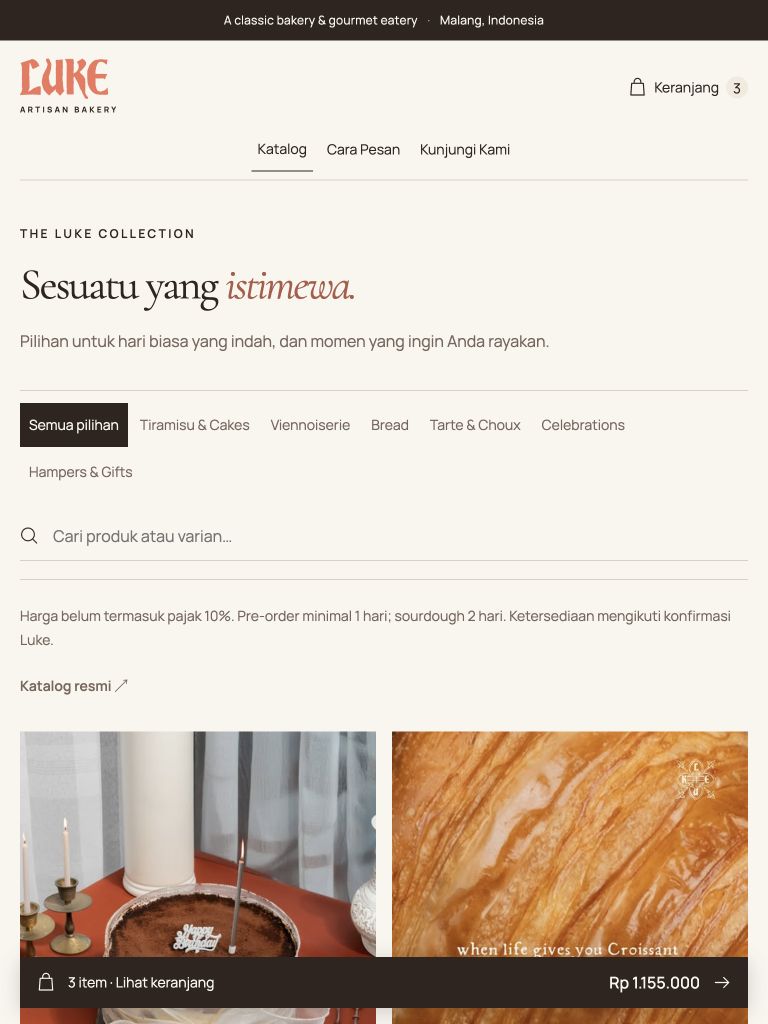 A classic bakery & gourmet eatery · Malang, Indonesia
LUKE
ARTISAN BAKERY
Keranjang 3
Katalog Cara Pesan Kunjungi Kami
THE LUKE COLLECTION
Sesuatu yang istimewa.
Pilihan untuk hari biasa yang indah, dan momen yang ingin Anda rayakan.
Semua pilihan Tiramisu & Cakes Viennoiserie Bread Tarte & Choux Celebrations
Hampers & Gifts
Cari produk atau varian...
Harga belum termasuk pajak 10%. Pre-order minimal 1 hari; sourdough 2 hari. Ketersediaan mengikuti konfirmasi
Luke.
Katalog resmi ↗
L
K E
U
Happy
Birthday
when life gives you Croissant
3 item · Lihat keranjang Rp 1.155.000 →